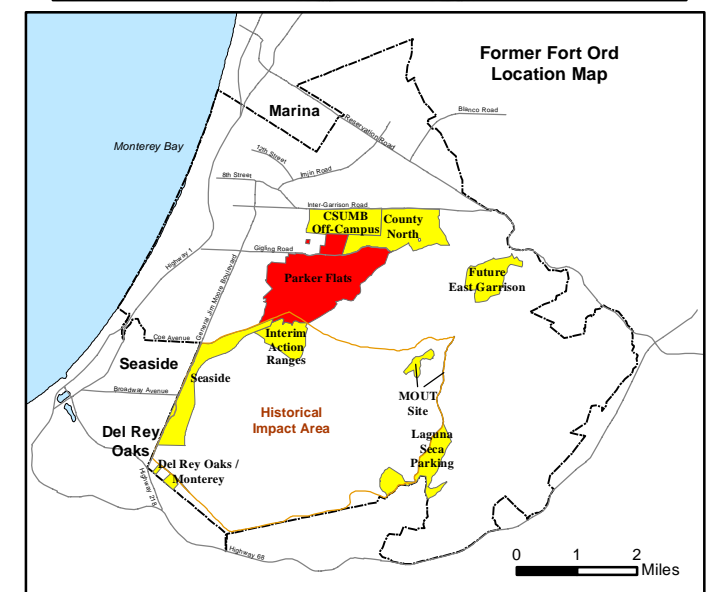 Former Fort Ord
Location Map
Marina
Blanco Road
Reservation Road
Monterey Bay
12th Street
Imjin Road
8th Street
Inter-Garrison Road
CSUMB
Off-Campus
County
North
Gigling Road
Highway 1
General Jim Moore Boulevard
Parker Flats
Future
East Garrison
Coe Avenue
Interim
Action
Ranges
Seaside
Seaside
Broadway Avenue
MOUT
Site
Historical
Impact Area
Del Rey
Oaks
Laguna
Seca
Parking
Del Rey Oaks /
Monterey
Highway 218
Highway 68
0 1 2
Miles